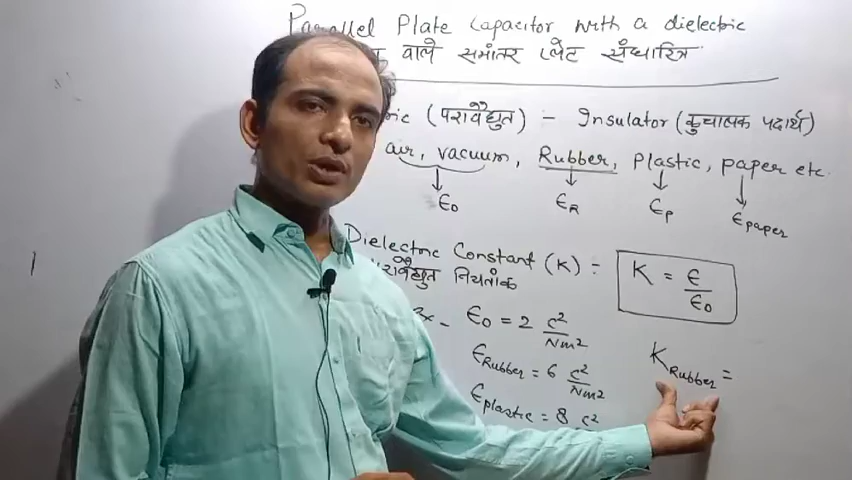 Parallel Plate Capacitor with a dielectric
वाले समांतर प्लेट संधारित्र
ric (परावैद्युत) - Insulator (कुचालक पदार्थ)
air, vacuum, Rubber, Plastic, paper etc.
ϵ0 ϵR ϵP ϵpaper
Dielectric Constant (K) :- K = ϵ/ϵ0
परावैद्युत नियतांक
Ex - ϵ0 = 2 C²/Nm²
ϵRubber = 6 C²/Nm² KRubber =
ϵplastic = 8 C²